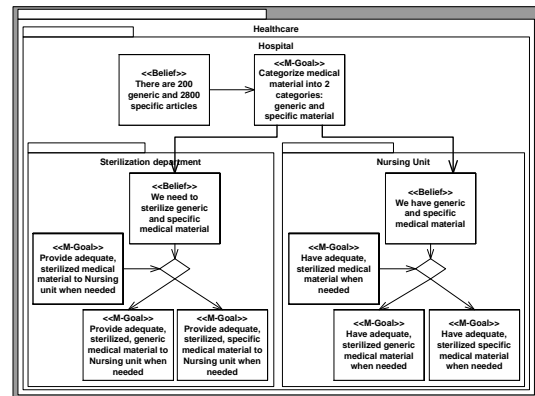 Healthcare
Hospital
<<Belief>>
There are 200
generic and 2800
specific articles
<<M-Goal>>
Categorize medical
material into 2
categories:
generic and
specific material
Sterilization department
<<Belief>>
We need to
sterilize generic
and specific
medical material
<<M-Goal>>
Provide adequate,
sterilized medical
material to Nursing
unit when needed
<<M-Goal>>
Provide adequate,
sterilized, generic
medical material to
Nursing unit when
needed
<<M-Goal>>
Provide adequate,
sterilized, specific
medical material to
Nursing unit when
needed
Nursing Unit
<<Belief>>
We have generic
and specific
medical material
<<M-Goal>>
Have adequate,
sterilized medical
material when
needed
<<M-Goal>>
Have adequate,
sterilized generic
medical material
when needed
<<M-Goal>>
Have adequate,
sterilized specific
medical material
when needed